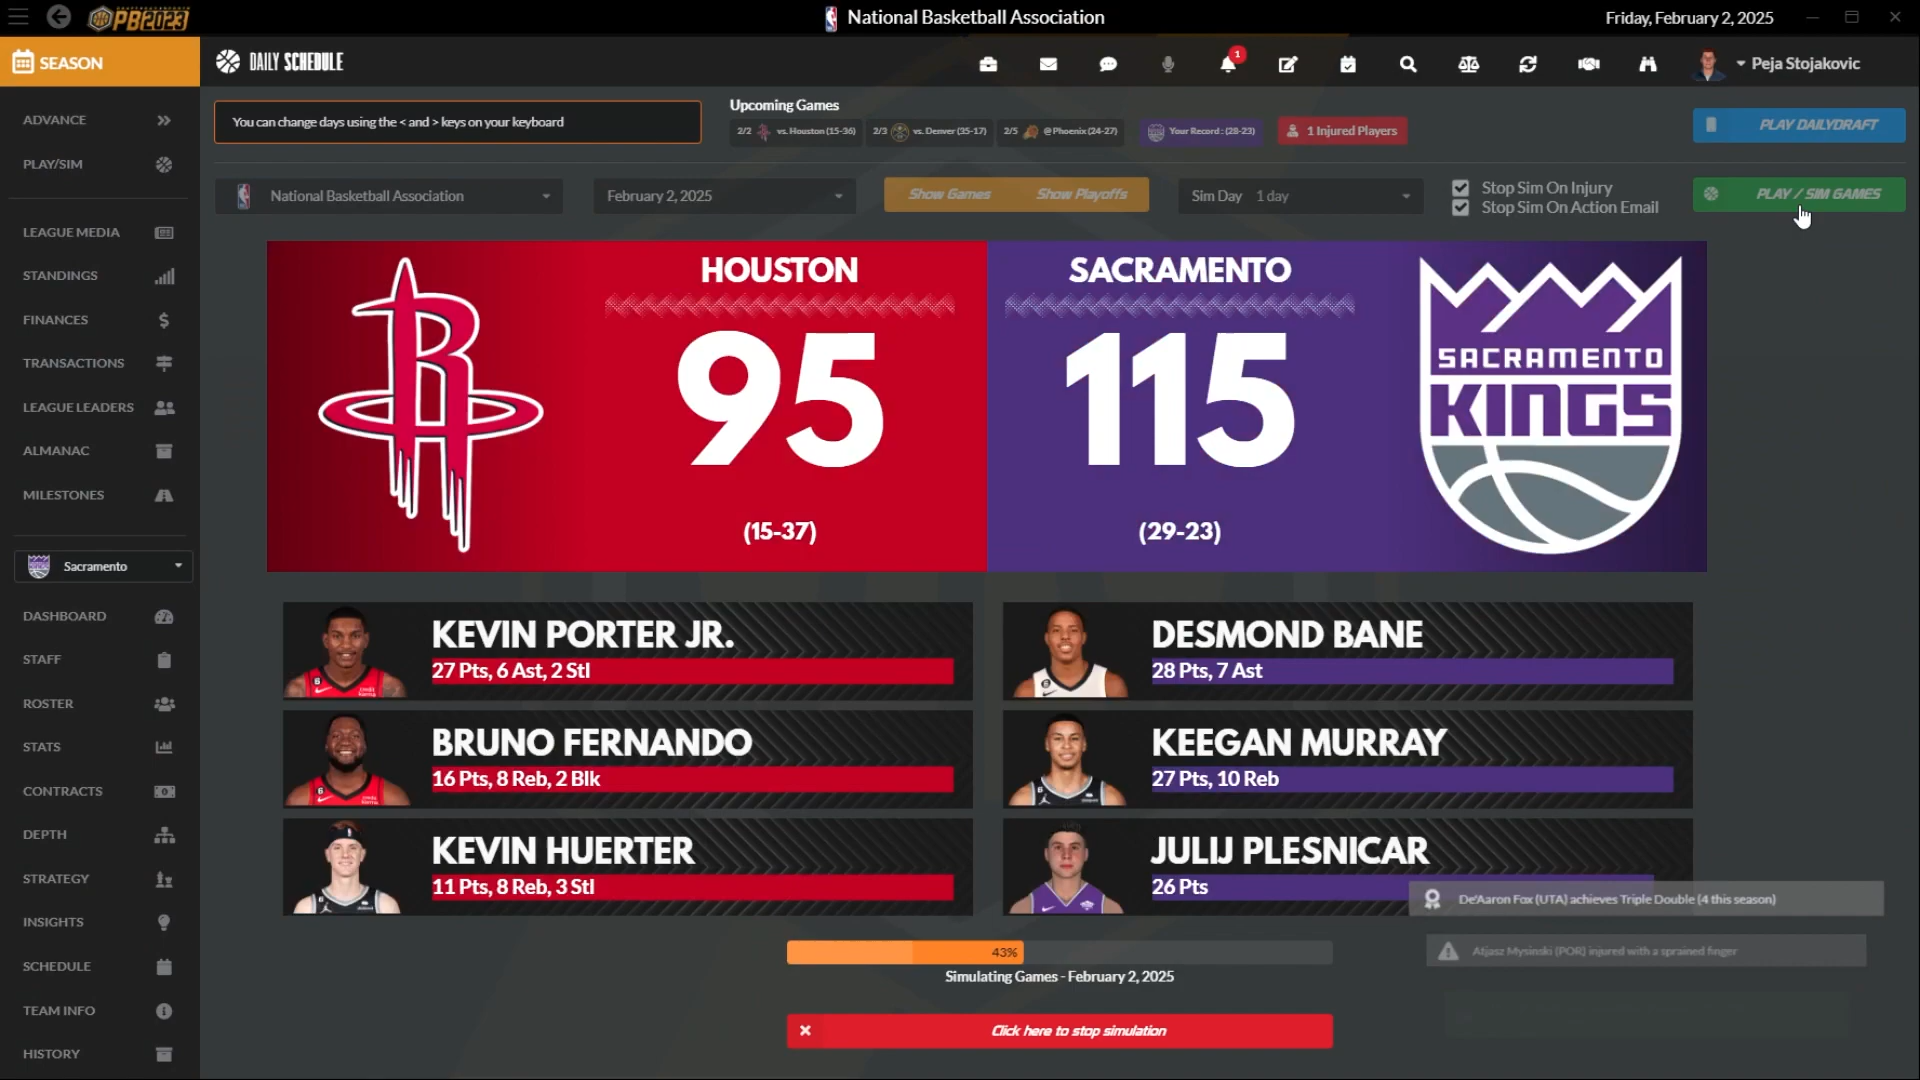 PB2023
National Basketball Association
Friday, February 2, 2025
SEASON
DAILY SCHEDULE
1
Peja Stojakovic
ADVANCE
PLAY/SIM
LEAGUE MEDIA
STANDINGS
FINANCES
TRANSACTIONS
LEAGUE LEADERS
ALMANAC
MILESTONES
Sacramento
DASHBOARD
STAFF
ROSTER
STATS
CONTRACTS
DEPTH
STRATEGY
INSIGHTS
SCHEDULE
TEAM INFO
HISTORY
You can change days using the < and > keys on your keyboard
Upcoming Games
2/2 vs. Houston (15-36)
2/3 vs. Denver (35-17)
2/5 @ Phoenix (24-27)
Your Record : (28-23)
1 Injured Players
PLAY DAILYDRAFT
National Basketball Association
February 2, 2025
Show Games
Show Playoffs
Sim Day 1 day
Stop Sim On Injury
Stop Sim On Action Email
PLAY / SIM GAMES
HOUSTON
95
(15-37)
SACRAMENTO
115
(29-23)
R
SACRAMENTO
KINGS
KEVIN PORTER JR.
27 Pts, 6 Ast, 2 Stl
BRUNO FERNANDO
16 Pts, 8 Reb, 2 Blk
KEVIN HUERTER
11 Pts, 8 Reb, 3 Stl
DESMOND BANE
28 Pts, 7 Ast
KEEGAN MURRAY
27 Pts, 10 Reb
JULIJ PLESNICAR
26 Pts
De'Aaron Fox (UTA) achieves Triple Double (4 this season)
Atjasz Mysinski (POR) injured with a sprained finger
43%
Simulating Games - February 2, 2025
Click here to stop simulation